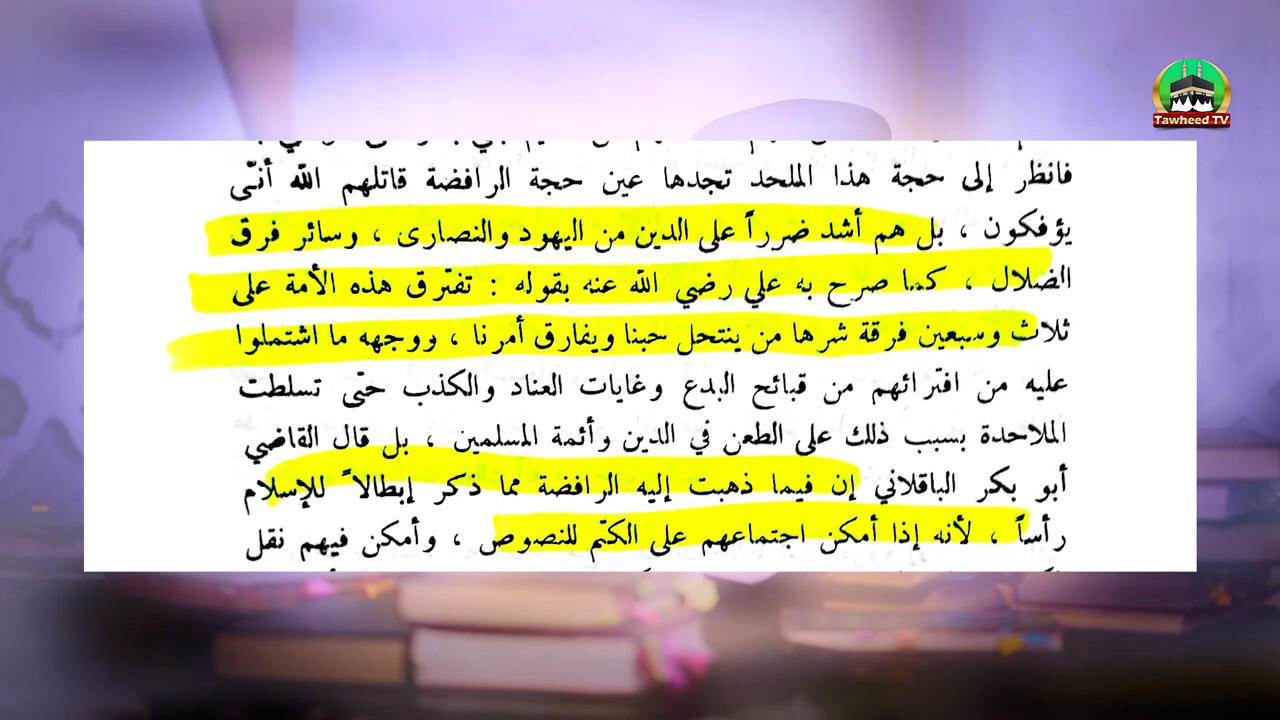 Tawheed TV
فانظر إلى حجة هذا الملحد تجدها عين حجة الرافضة قاتلهم الله أنّى
يؤفكون ، بل هم أشد ضرراً على الدين من اليهود والنصارى ، وسائر فرق
الضلال ، كما صرح به علي رضي الله عنه بقوله : تفترق هذه الأمة على
ثلاث وسبعين فرقة شرها من ينتحل حبنا ويفارق أمرنا ، ووجهه ما اشتملوا
عليه من افترائهم من قبائح البدع وغايات العناد والكذب حتى تسلطت
الملاحدة بسبب ذلك على الطعن في الدين وأئمة المسلمين ، بل قال القاضي
أبو بكر الباقلاني إن فيما ذهبت إليه الرافضة مما ذكر إبطالاً للإسلام
رأساً ، لأنه إذا أمكن اجتماعهم على الكتم للنصوص ، وأمكن فيهم نقل